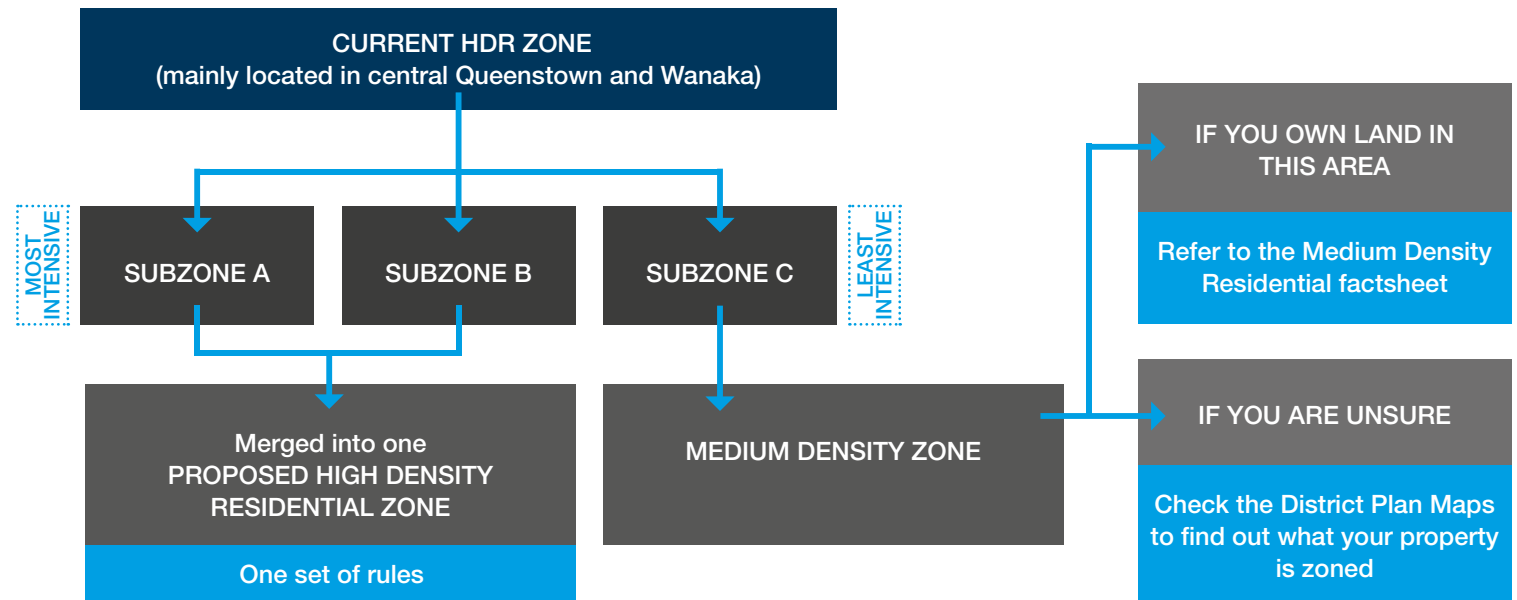 CURRENT HDR ZONE
(mainly located in central Queenstown and Wanaka)
MOST
INTENSIVE
SUBZONE A
SUBZONE B
SUBZONE C
LEAST
INTENSIVE
Merged into one
PROPOSED HIGH DENSITY
RESIDENTIAL ZONE
One set of rules
MEDIUM DENSITY ZONE
IF YOU OWN LAND IN
THIS AREA
Refer to the Medium Density
Residential factsheet
IF YOU ARE UNSURE
Check the District Plan Maps
to find out what your property
is zoned